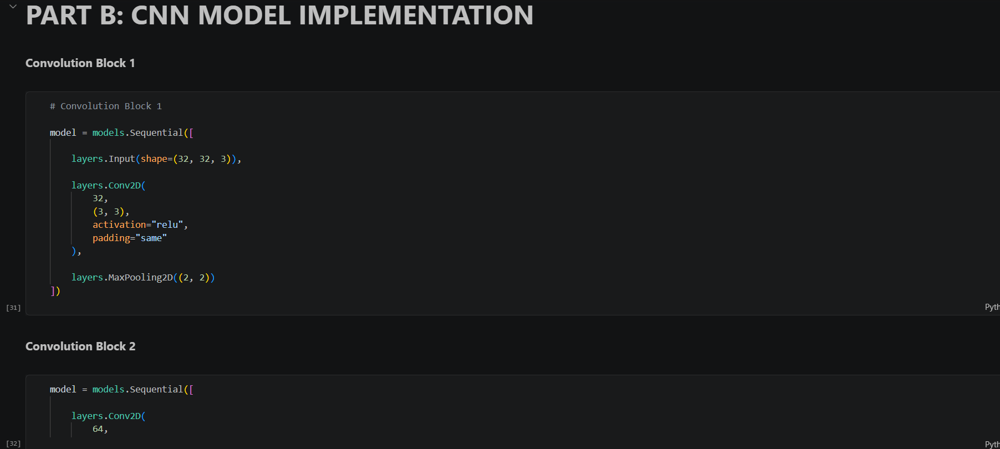 PART B: CNN MODEL IMPLEMENTATION
Convolution Block 1
# Convolution Block 1
model = models.Sequential([
layers.Input(shape=(32, 32, 3)),
layers.Conv2D(
32,
(3, 3),
activation="relu",
padding="same"
),
layers.MaxPooling2D((2, 2))
])
[31]
Pyth
Convolution Block 2
model = models.Sequential([
layers.Conv2D(
64,
[32]
Pyth